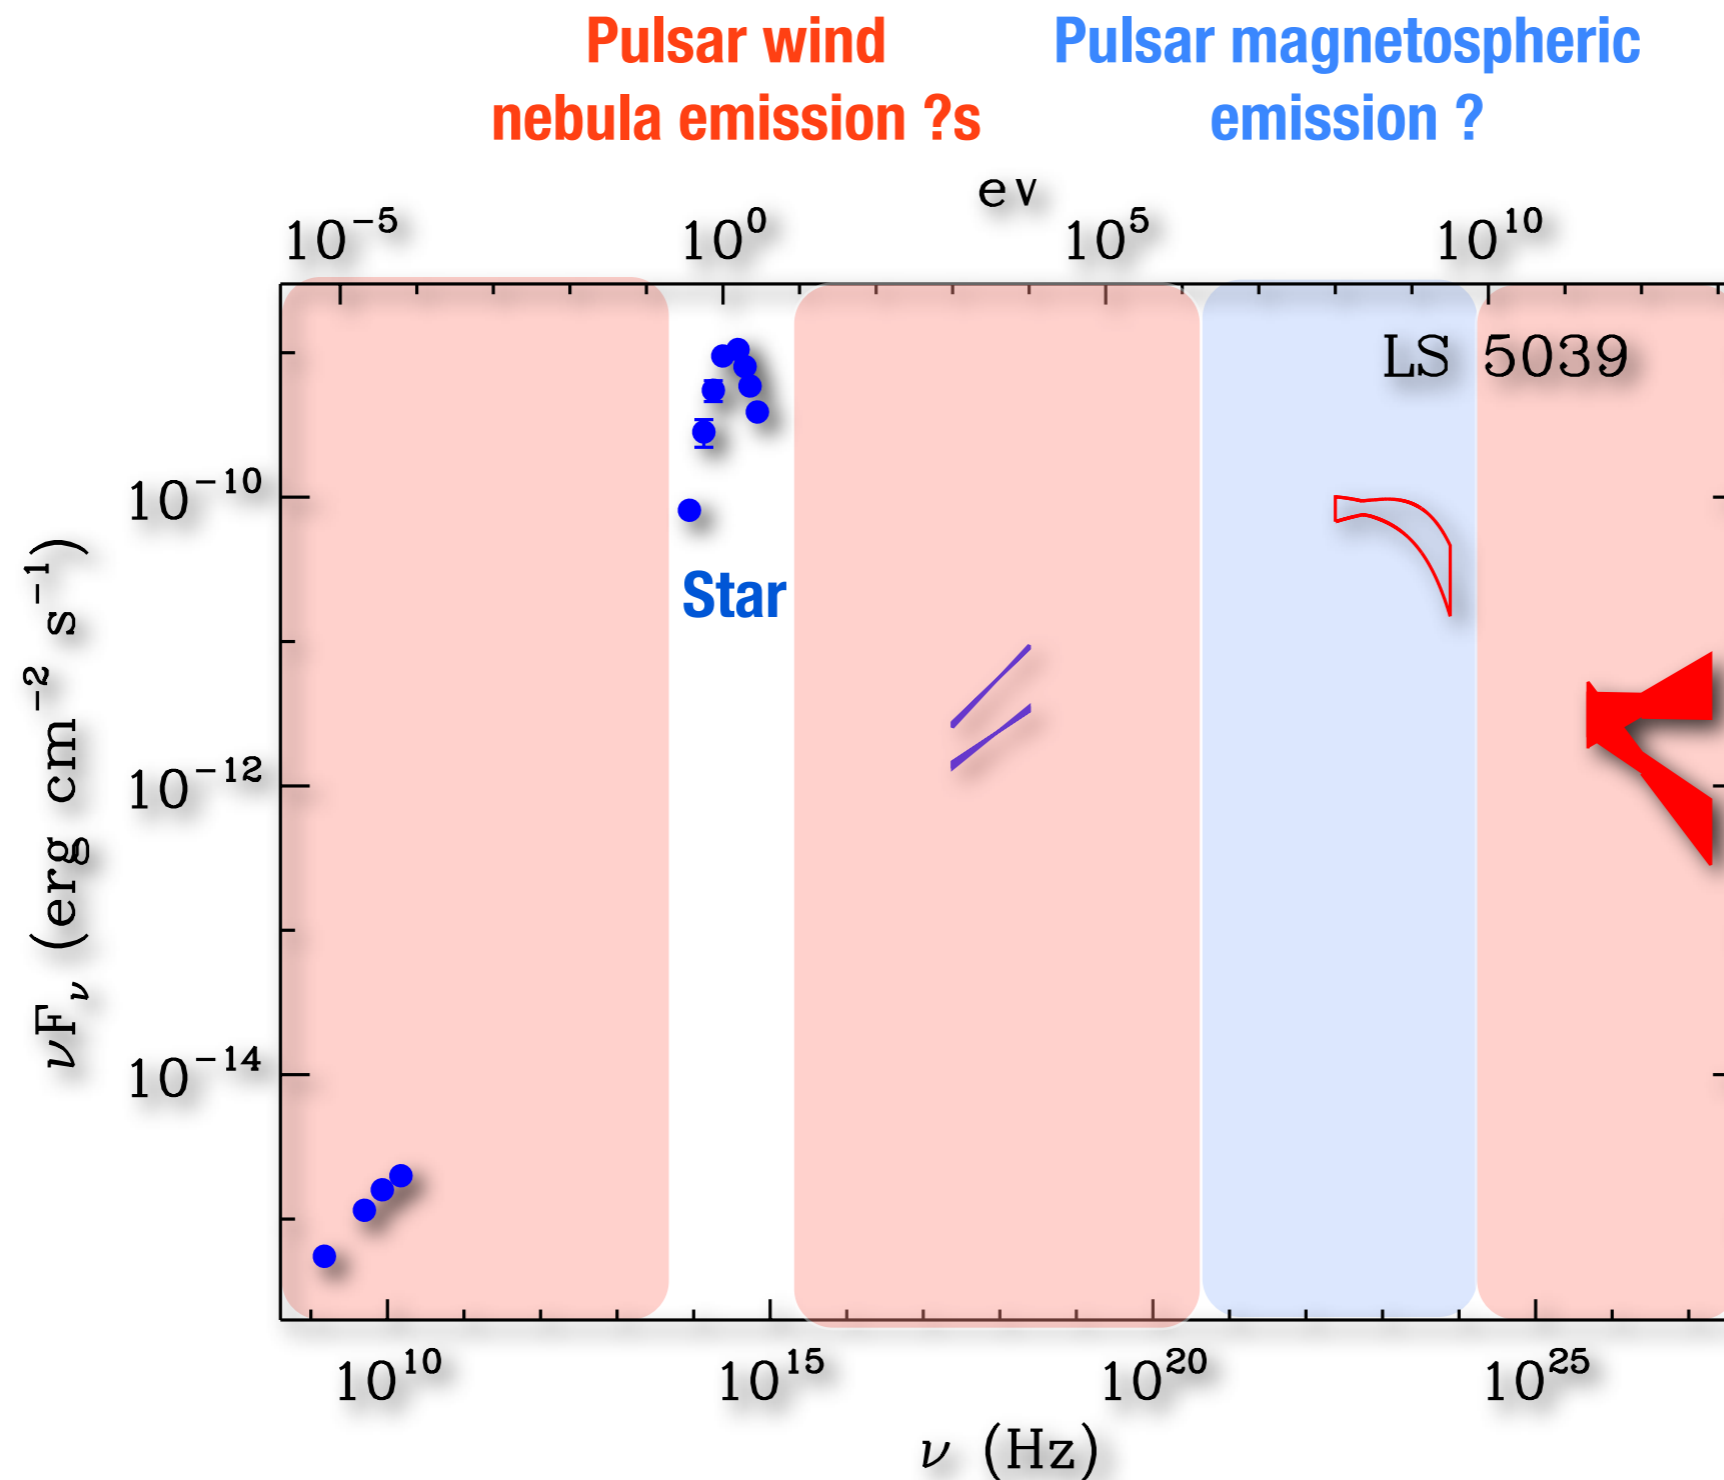 Pulsar wind
nebula emission ?s
Pulsar magnetospheric
emission ?
ev
10⁻⁵ 10⁰ 10⁵ 10¹⁰
LS 5039
10⁻¹⁰
Star
10⁻¹²
10⁻¹⁴
νFᵥ (erg cm⁻² s⁻¹)
10¹⁰ 10¹⁵ 10²⁰ 10²⁵
ν (Hz)